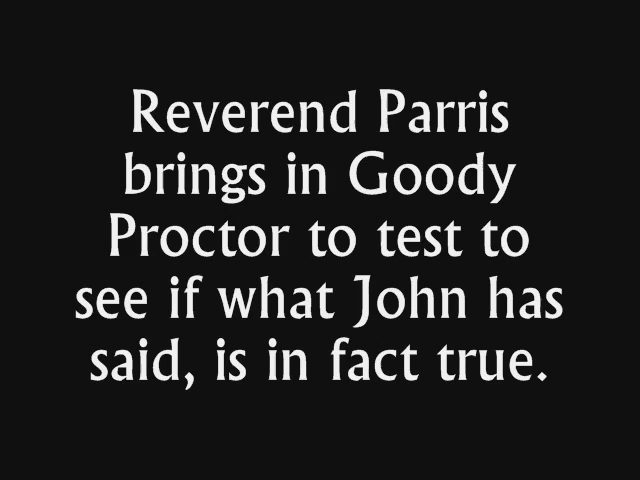 Reverend Parris
brings in Goody
Proctor to test to
see if what John has
said, is in fact true.